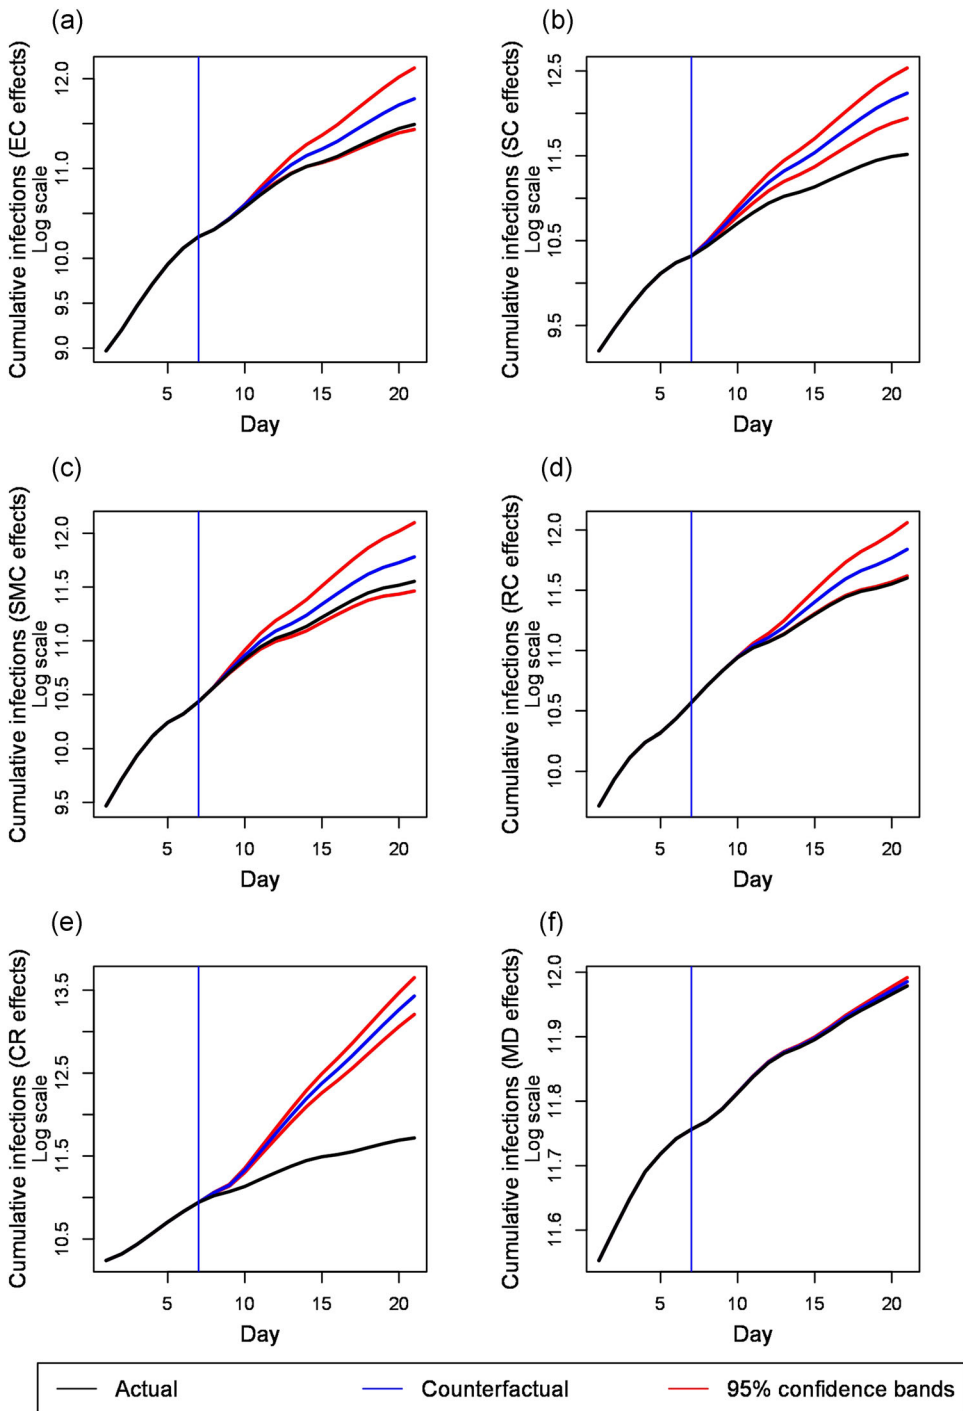 (a)
Cumulative infections (EC effects)
Log scale
12.0
11.0
10.0
9.5
9.0
5
10
15
20
Day
(b)
Cumulative infections (SC effects)
Log scale
12.5
11.5
10.5
9.5
5
10
15
20
Day
(c)
Cumulative infections (SMC effects)
Log scale
12.0
11.5
11.0
10.5
10.0
9.5
5
10
15
20
Day
(d)
Cumulative infections (RC effects)
Log scale
12.0
11.5
11.0
10.5
10.0
5
10
15
20
Day
(e)
Cumulative infections (CR effects)
Log scale
13.5
12.5
11.5
10.5
5
10
15
20
Day
(f)
Cumulative infections (MD effects)
Log scale
12.0
11.9
11.8
11.7
11.6
5
10
15
20
Day
Actual
Counterfactual
95% confidence bands